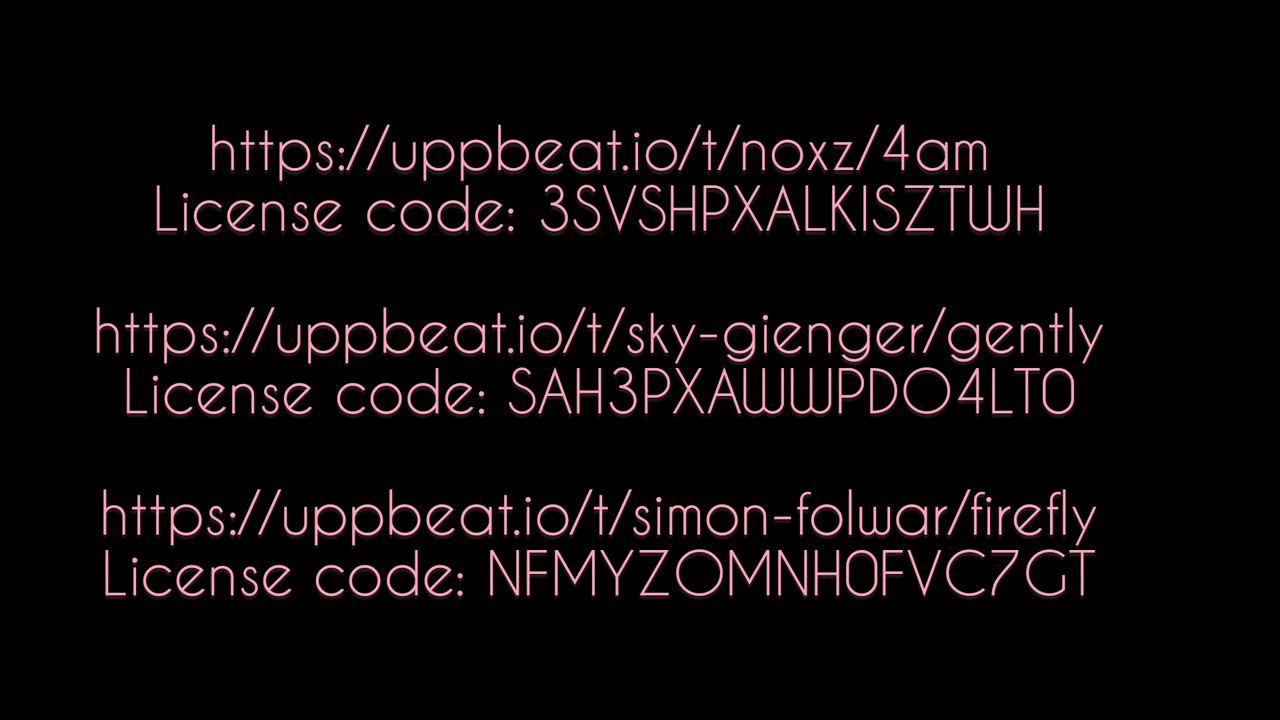 https://uppbeat.io/t/noxz/4am
License code: 3SVSHPXALKISZTWH
https://uppbeat.io/t/sky-gienger/gently
License code: SAH3PXAWWPDO4LT0
https://uppbeat.io/t/simon-folwar/firefly
License code: NFMYZOMNH0FVC7GT